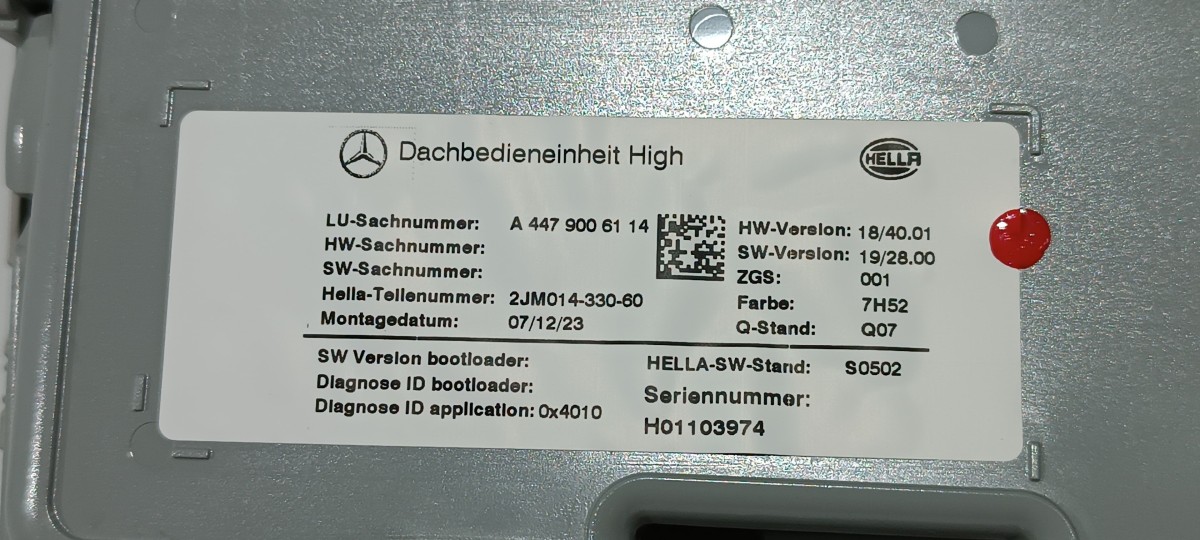 Dachbedieneinheit High
HELLA
LU-Sachnummer: A 447 900 61 14
HW-Sachnummer:
SW-Sachnummer:
Hella-Teilenummer: 2JM014-330-60
Montagedatum: 07/12/23
HW-Version: 18/40.01
SW-Version: 19/28.00
ZGS: 001
Farbe: 7H52
Q-Stand: Q07
SW Version bootloader:
Diagnose ID bootloader:
Diagnose ID application: 0x4010
HELLA-SW-Stand: S0502
Seriennummer:
H01103974